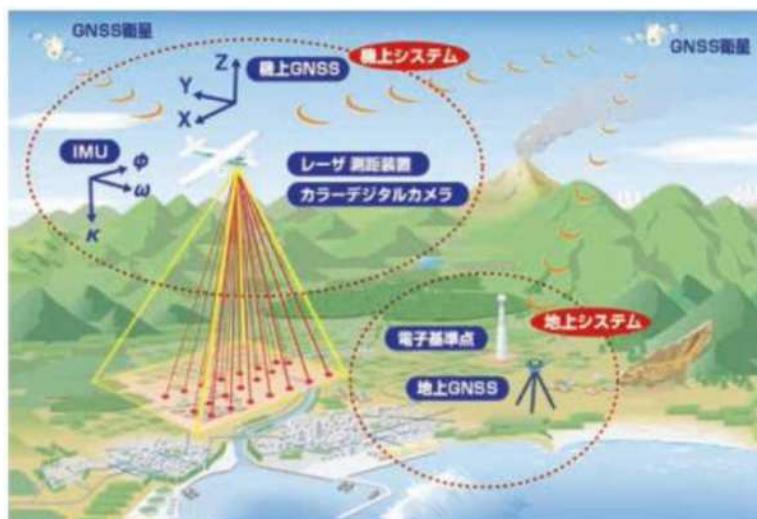 GNSS衛星
GNSS衛星
機上システム
機上GNSS
Z
Y
X
IMU
φ
ω
κ
レーザ 測距装置
カラーデジタルカメラ
地上システム
電子基準点
地上GNSS